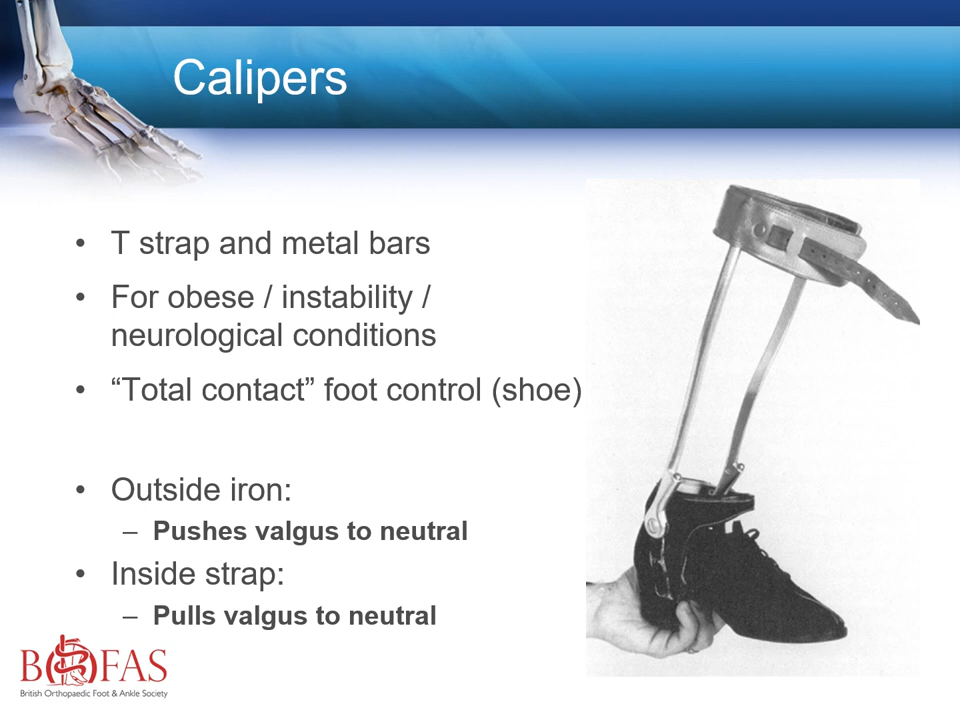 Calipers
• T strap and metal bars
• For obese / instability /
neurological conditions
• “Total contact” foot control (shoe)
• Outside iron:
– Pushes valgus to neutral
• Inside strap:
– Pulls valgus to neutral
BOFAS
British Orthopaedic Foot & Ankle Society